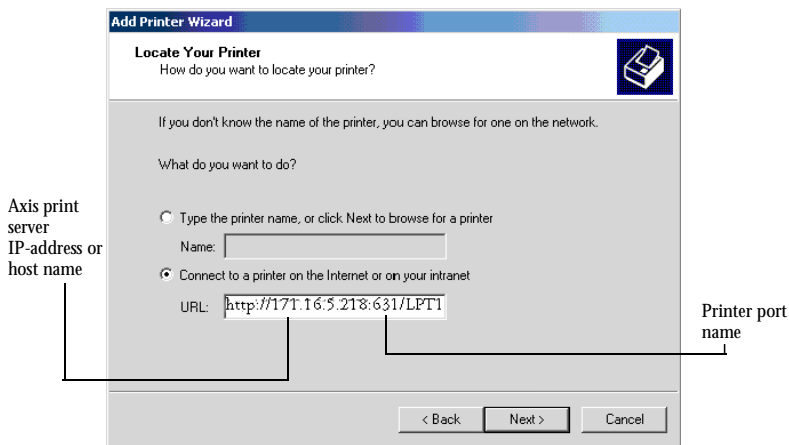 Add Printer Wizard
Locate Your Printer
How do you want to locate your printer?
If you don't know the name of the printer, you can browse for one on the network.
What do you want to do?
Type the printer name, or click Next to browse for a printer
Name:
Connect to a printer on the Internet or on your intranet
URL: http://171.16.5.218:631/LPT1
< Back Next > Cancel
Axis print
server
IP-address or
host name
Printer port
name